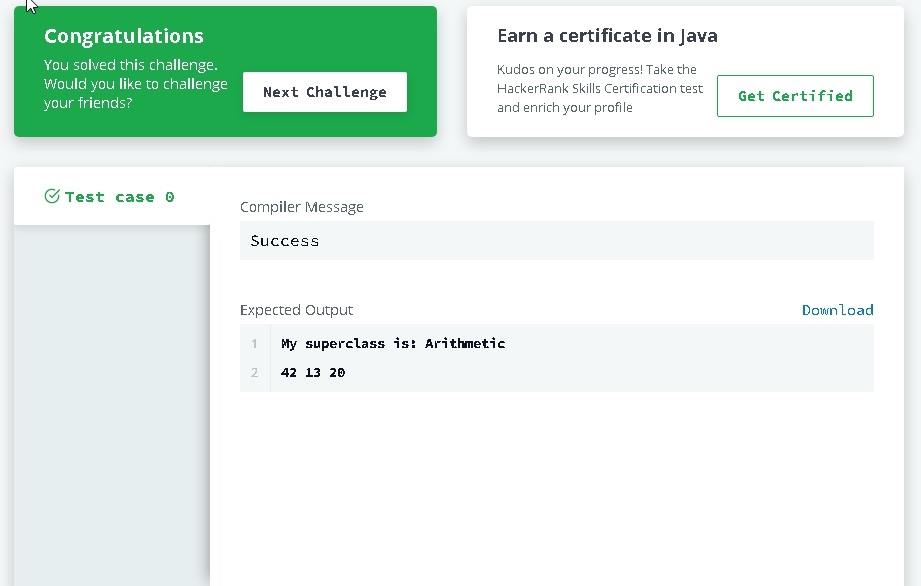 Congratulations
You solved this challenge.
Would you like to challenge
your friends?
Next Challenge
Earn a certificate in Java
Kudos on your progress! Take the
HackerRank Skills Certification test
and enrich your profile
Get Certified
Test case 0
Compiler Message
Success
Expected Output
Download
1 My superclass is: Arithmetic
2 42 13 20